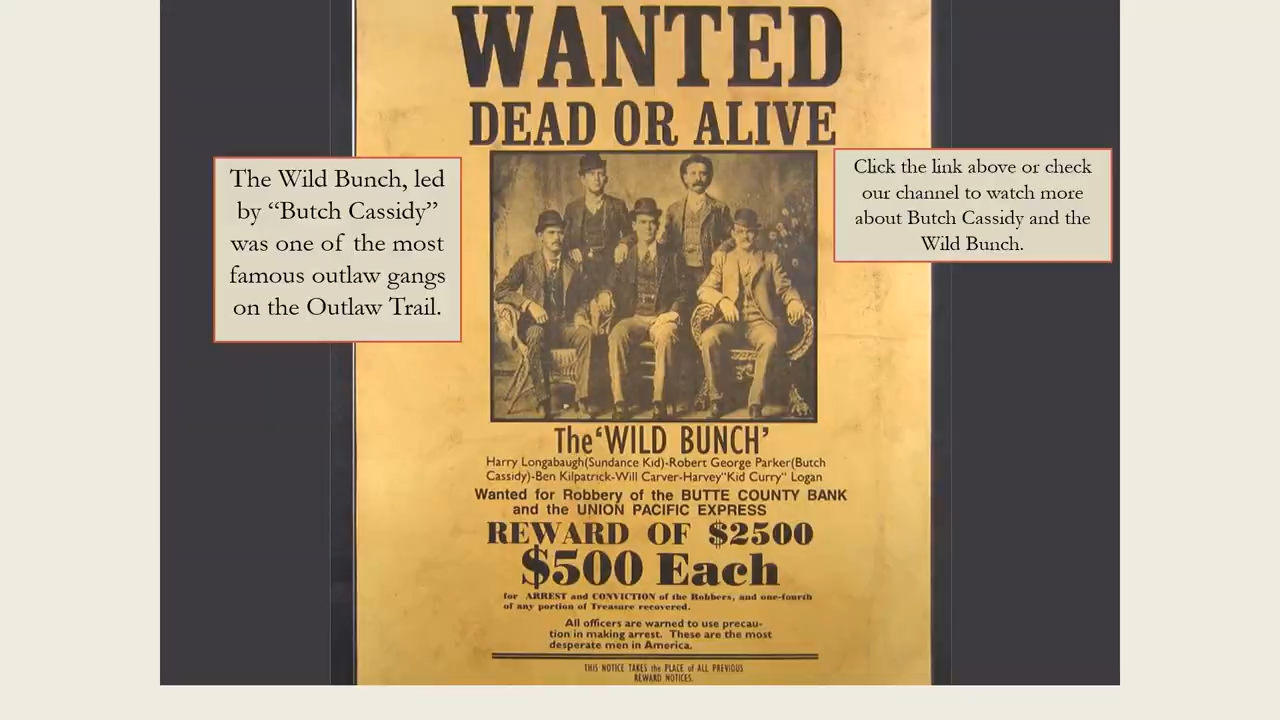 WANTED
DEAD OR ALIVE
The Wild Bunch, led
by “Butch Cassidy”
was one of the most
famous outlaw gangs
on the Outlaw Trail.
Click the link above or check
our channel to watch more
about Butch Cassidy and the
Wild Bunch.
The ‘WILD BUNCH’
Harry Longabaugh(Sundance Kid)-Robert George Parker(Butch
Cassidy)-Ben Kilpatrick-Will Carver-Harvey"Kid Curry" Logan
Wanted for Robbery of the BUTTE COUNTY BANK
and the UNION PACIFIC EXPRESS
REWARD OF $2500
$500 Each
for ARREST and CONVICTION of the Robbers, and one-fourth
of any portion of Treasure recovered.
All officers are warned to use precau-
tion in making arrest. These are the most
desperate men in America.
THIS NOTICE TAKES the PLACE of ALL PREVIOUS
REWARD NOTICES.